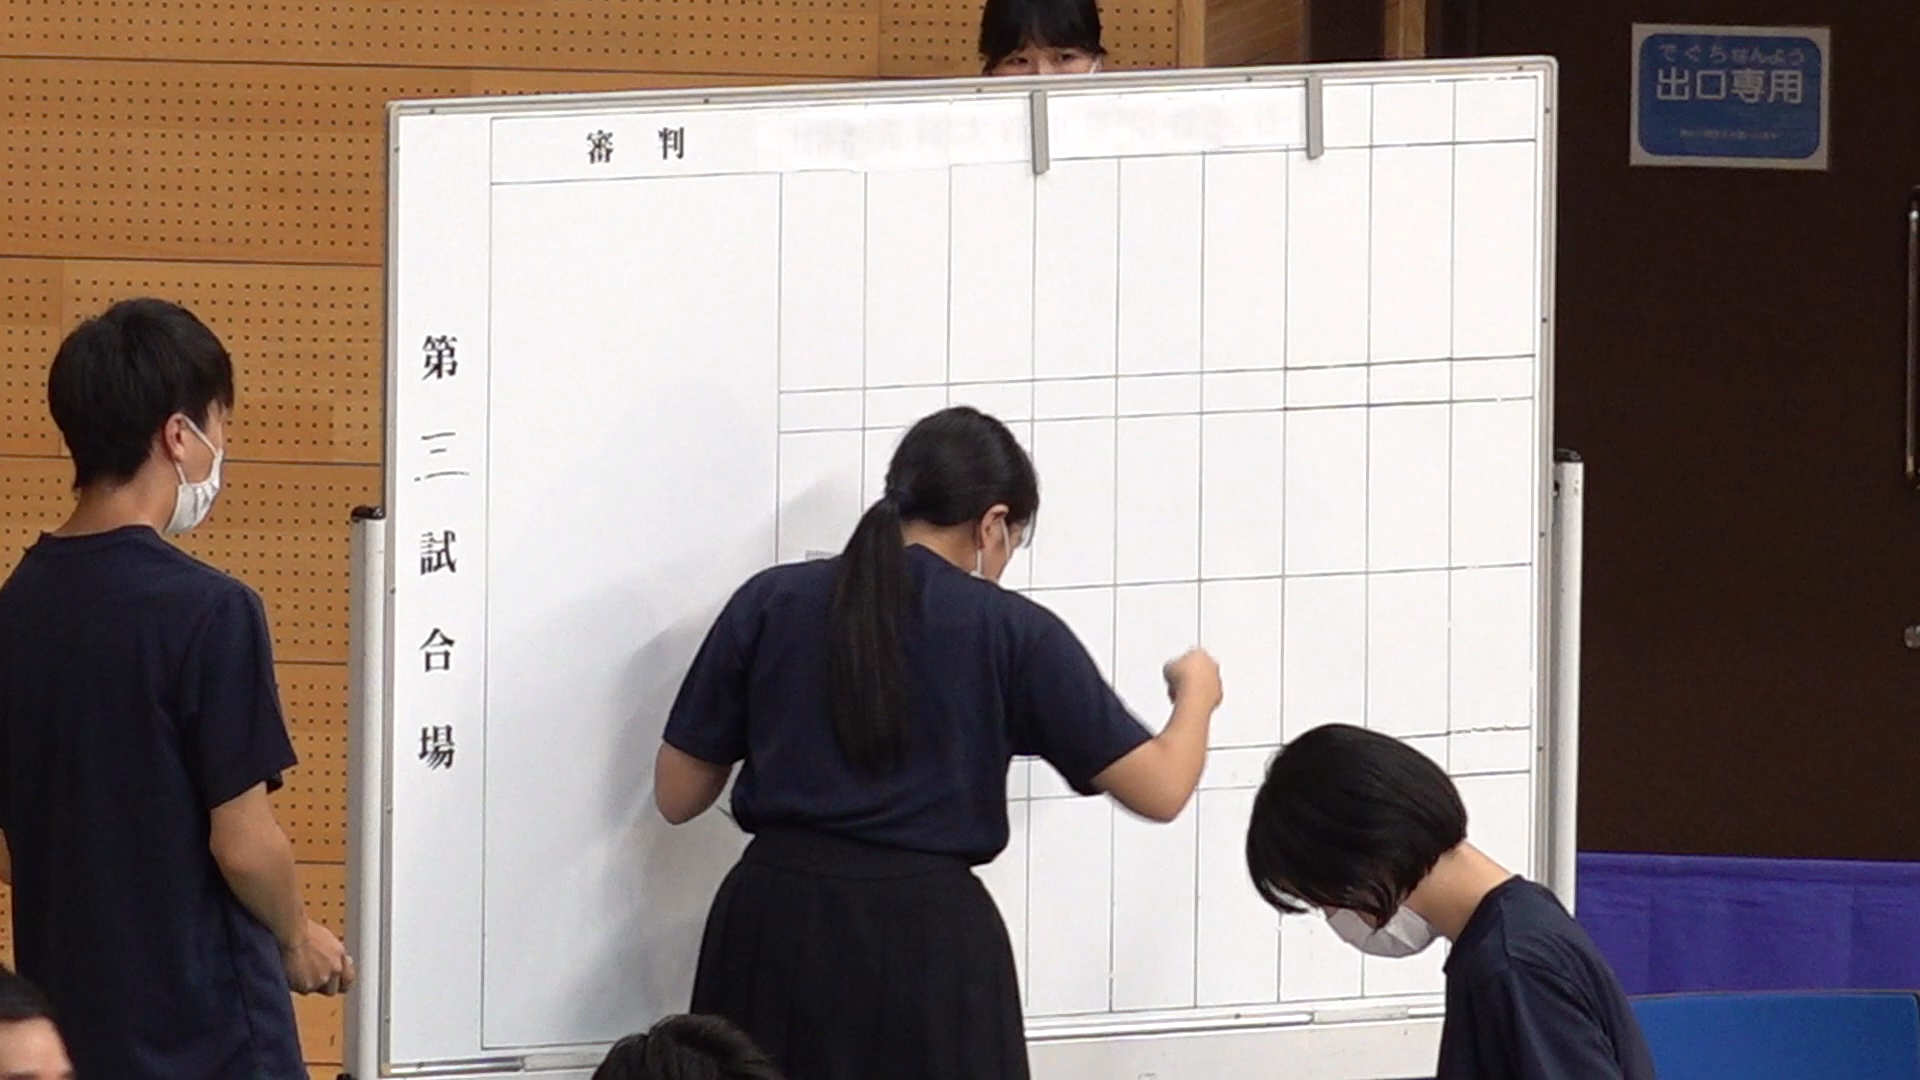 審 判
第三試合場
でぐちせんよう
出口専用